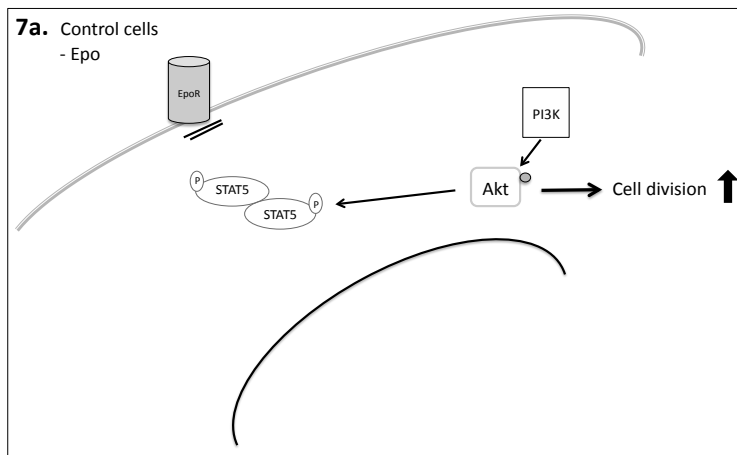 7a. Control cells
- Epo
EpoR
PI3K
P
STAT5
STAT5
P
Akt
Cell division